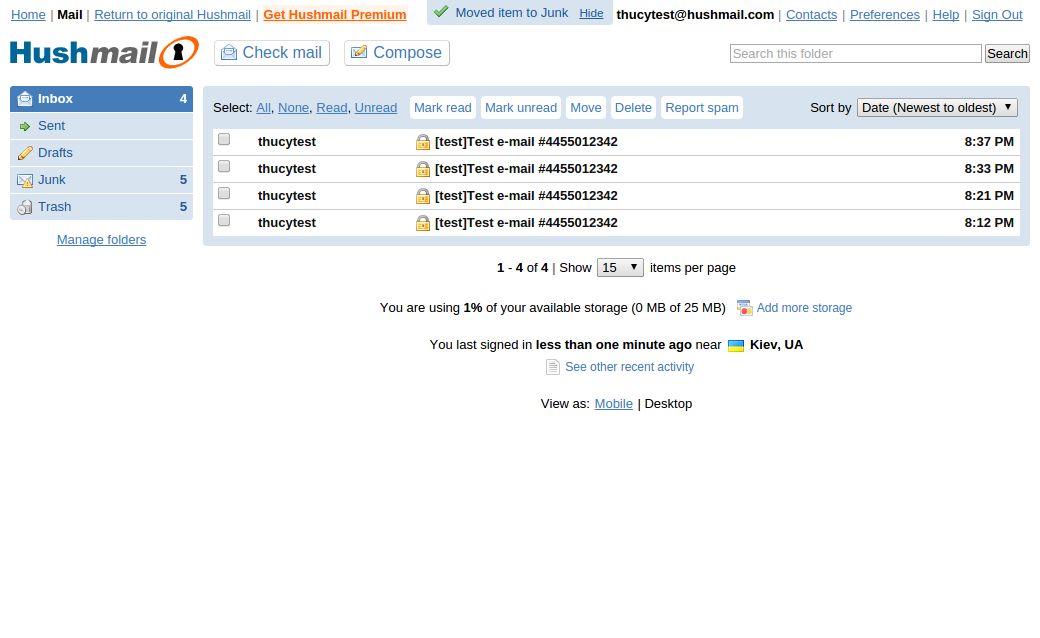 Home | Mail | Return to original Hushmail | Get Hushmail Premium Moved item to Junk Hide thucytest@hushmail.com | Contacts | Preferences | Help | Sign Out
Hushmail Check mail Compose Search this folder Search
Inbox 4
Sent
Drafts
Junk 5
Trash 5
Manage folders
Select: All, None, Read, Unread Mark read Mark unread Move Delete Report spam Sort by Date (Newest to oldest)
thucytest [test]Test e-mail #4455012342 8:37 PM
thucytest [test]Test e-mail #4455012342 8:33 PM
thucytest [test]Test e-mail #4455012342 8:21 PM
thucytest [test]Test e-mail #4455012342 8:12 PM
1 - 4 of 4 | Show 15 items per page
You are using 1% of your available storage (0 MB of 25 MB) Add more storage
You last signed in less than one minute ago near Kiev, UA
See other recent activity
View as: Mobile | Desktop